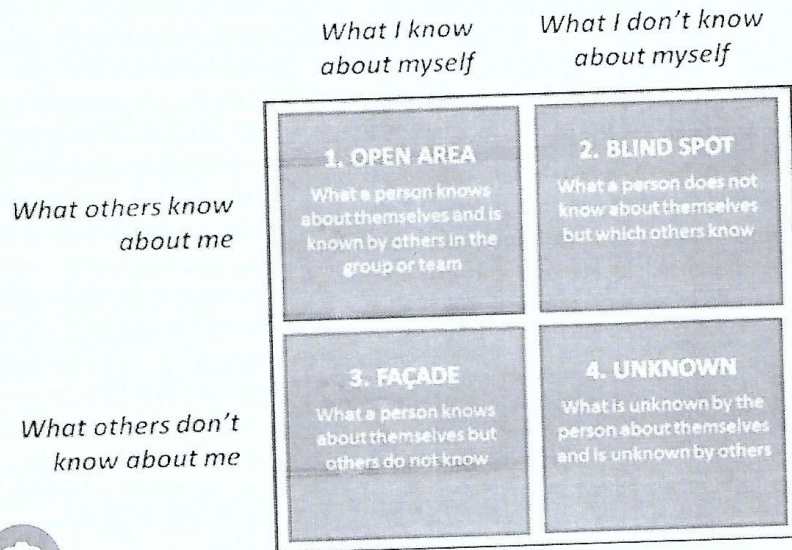 What I know
about myself
What I don't know
about myself
What others know
about me
1. OPEN AREA
What a person knows
about themselves and is
known by others in the
group or team
2. BLIND SPOT
What a person does not
know about themselves
but which others know
What others don't
know about me
3. FAÇADE
What a person knows
about themselves but
others do not know
4. UNKNOWN
What is unknown by the
person about themselves
and is unknown by others